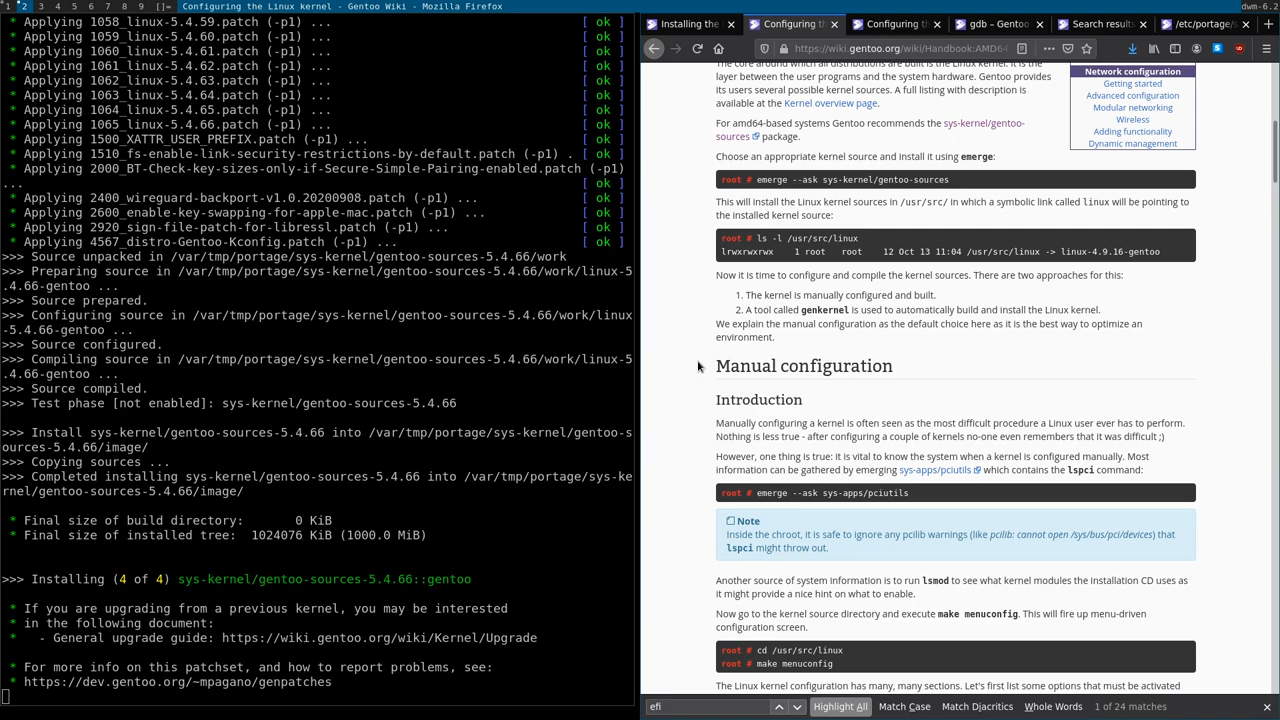 1 2 3 4 5 6 7 8 9 []= Configuring the Linux kernel - Gentoo Wiki - Mozilla Firefox dwm-6.2
* Applying 1058_linux-5.4.59.patch (-p1) ... [ ok ]
* Applying 1059_linux-5.4.60.patch (-p1) ... [ ok ]
* Applying 1060_linux-5.4.61.patch (-p1) ... [ ok ]
* Applying 1061_linux-5.4.62.patch (-p1) ... [ ok ]
* Applying 1062_linux-5.4.63.patch (-p1) ... [ ok ]
* Applying 1063_linux-5.4.64.patch (-p1) ... [ ok ]
* Applying 1064_linux-5.4.65.patch (-p1) ... [ ok ]
* Applying 1065_linux-5.4.66.patch (-p1) ... [ ok ]
* Applying 1500_XATTR_USER_PREFIX.patch (-p1) ... [ ok ]
* Applying 1510_fs-enable-link-security-restrictions-by-default.patch (-p1) . [ ok ]
* Applying 2000_BT-Check-key-sizes-only-if-Secure-Simple-Pairing-enabled.patch (-p1)
... [ ok ]
* Applying 2400_wireguard-backport-v1.0.20200908.patch (-p1) ... [ ok ]
* Applying 2600_enable-key-swapping-for-apple-mac.patch (-p1) ... [ ok ]
* Applying 2920_sign-file-patch-for-libressl.patch (-p1) ... [ ok ]
* Applying 4567_distro-Gentoo-Kconfig.patch (-p1) ... [ ok ]
>>> Source unpacked in /var/tmp/portage/sys-kernel/gentoo-sources-5.4.66/work
>>> Preparing source in /var/tmp/portage/sys-kernel/gentoo-sources-5.4.66/work/linux-5
.4.66-gentoo ...
>>> Source prepared.
>>> Configuring source in /var/tmp/portage/sys-kernel/gentoo-sources-5.4.66/work/linux
-5.4.66-gentoo ...
>>> Source configured.
>>> Compiling source in /var/tmp/portage/sys-kernel/gentoo-sources-5.4.66/work/linux-5
.4.66-gentoo ...
>>> Source compiled.
>>> Test phase [not enabled]: sys-kernel/gentoo-sources-5.4.66
>>> Install sys-kernel/gentoo-sources-5.4.66 into /var/tmp/portage/sys-kernel/gentoo-s
ources-5.4.66/image/
>>> Copying sources ...
>>> Completed installing sys-kernel/gentoo-sources-5.4.66 into /var/tmp/portage/sys-ke
rnel/gentoo-sources-5.4.66/image/
* Final size of build directory: 0 KiB
* Final size of installed tree: 1024076 KiB (1000.0 MiB)
>>> Installing (4 of 4) sys-kernel/gentoo-sources-5.4.66::gentoo
* If you are upgrading from a previous kernel, you may be interested
* in the following document:
* - General upgrade guide: https://wiki.gentoo.org/wiki/Kernel/Upgrade
* For more info on this patchset, and how to report problems, see:
* https://dev.gentoo.org/~mpagano/genpatches
Installing the Configuring th Configuring th gdb – Gentoo Search results /etc/portage/s
https://wiki.gentoo.org/wiki/Handbook:AMD64
The core around which all distributions are built is the Linux kernel. It is the
layer between the user programs and the system hardware. Gentoo provides
its users several possible kernel sources. A full listing with description is
available at the Kernel overview page.
For amd64-based systems Gentoo recommends the sys-kernel/gentoo-
sources package.
Network configuration
Getting started
Advanced configuration
Modular networking
Wireless
Adding functionality
Dynamic management
Choose an appropriate kernel source and install it using emerge:
root # emerge --ask sys-kernel/gentoo-sources
This will install the Linux kernel sources in /usr/src/ in which a symbolic link called linux will be pointing to
the installed kernel source:
root # ls -l /usr/src/linux
lrwxrwxrwx 1 root root 12 Oct 13 11:04 /usr/src/linux -> linux-4.9.16-gentoo
Now it is time to configure and compile the kernel sources. There are two approaches for this:
1. The kernel is manually configured and built.
2. A tool called genkernel is used to automatically build and install the Linux kernel.
We explain the manual configuration as the default choice here as it is the best way to optimize an
environment.
Manual configuration
Introduction
Manually configuring a kernel is often seen as the most difficult procedure a Linux user ever has to perform.
Nothing is less true - after configuring a couple of kernels no-one even remembers that it was difficult ;)
However, one thing is true: it is vital to know the system when a kernel is configured manually. Most
information can be gathered by emerging sys-apps/pciutils which contains the lspci command:
root # emerge --ask sys-apps/pciutils
Note
Inside the chroot, it is safe to ignore any pcilib warnings (like pcilib: cannot open /sys/bus/pci/devices) that
lspci might throw out.
Another source of system information is to run lsmod to see what kernel modules the installation CD uses as
it might provide a nice hint on what to enable.
Now go to the kernel source directory and execute make menuconfig. This will fire up menu-driven
configuration screen.
root # cd /usr/src/linux
root # make menuconfig
The Linux kernel configuration has many, many sections. Let's first list some options that must be activated
efi Highlight All Match Case Match Diacritics Whole Words 1 of 24 matches